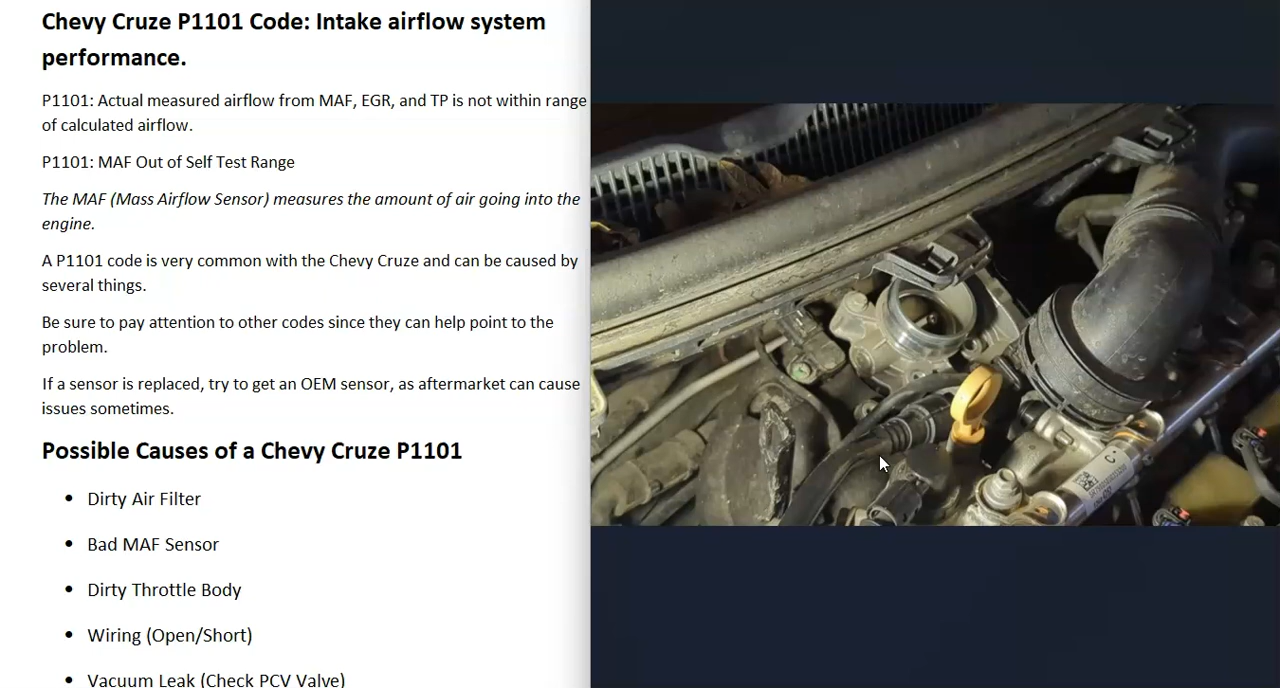 Chevy Cruze P1101 Code: Intake airflow system
performance.
P1101: Actual measured airflow from MAF, EGR, and TP is not within range
of calculated airflow.
P1101: MAF Out of Self Test Range
The MAF (Mass Airflow Sensor) measures the amount of air going into the
engine.
A P1101 code is very common with the Chevy Cruze and can be caused by
several things.
Be sure to pay attention to other codes since they can help point to the
problem.
If a sensor is replaced, try to get an OEM sensor, as aftermarket can cause
issues sometimes.
Possible Causes of a Chevy Cruze P1101
• Dirty Air Filter
• Bad MAF Sensor
• Dirty Throttle Body
• Wiring (Open/Short)
• Vacuum Leak (Check PCV Valve)